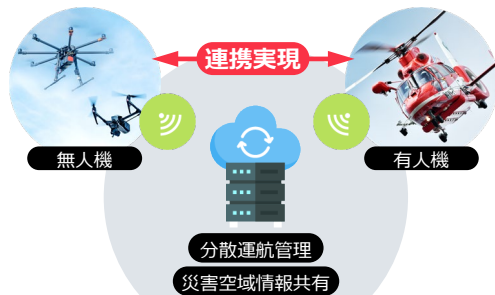 連携実現
無人機
有人機
分散運航管理
災害空域情報共有